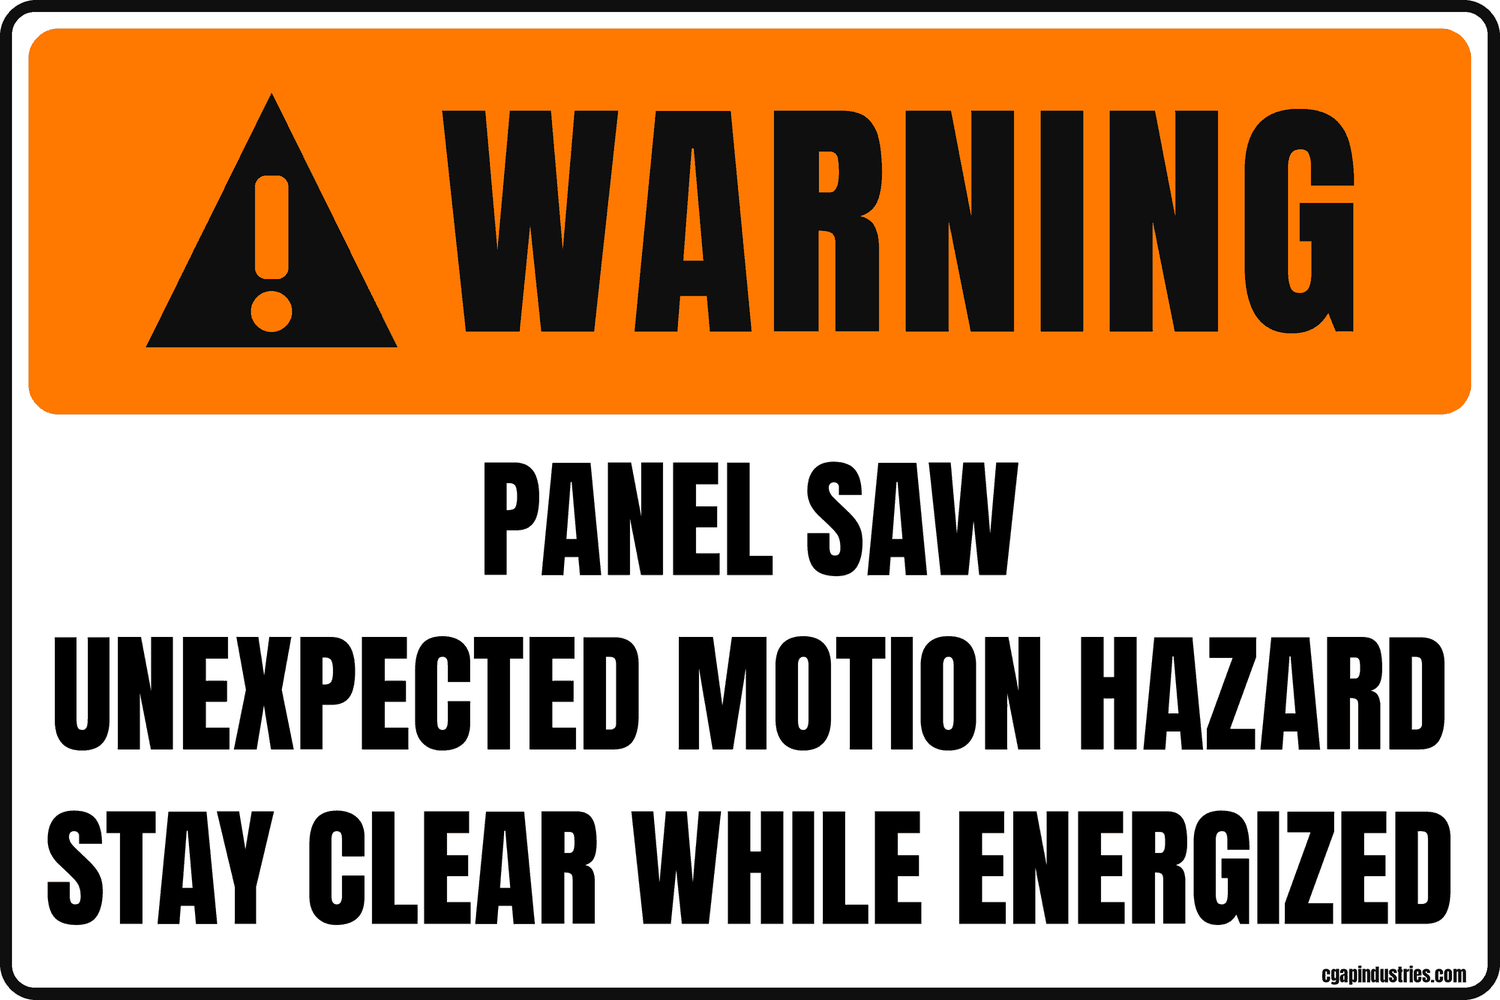 WARNING
PANEL SAW
UNEXPECTED MOTION HAZARD
STAY CLEAR WHILE ENERGIZED
cgapindustries.com